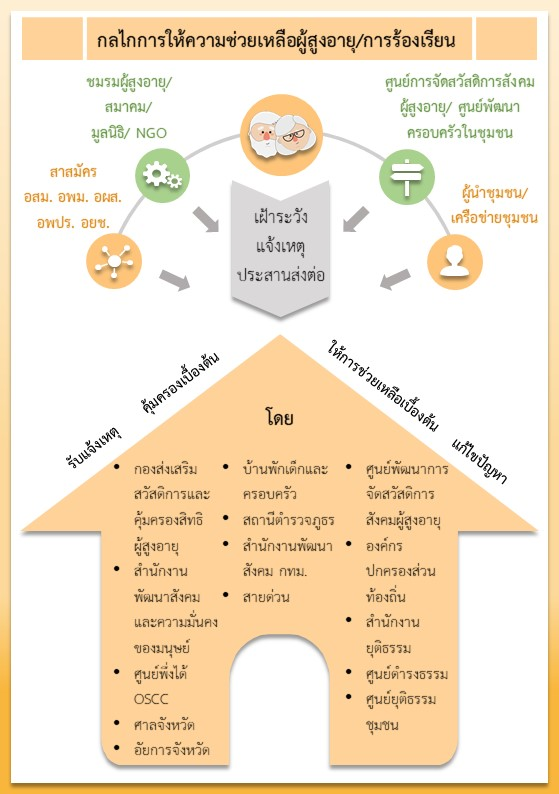 กลไกการให้ความช่วยเหลือผู้สูงอายุ/การร้องเรียน
ชมรมผู้สูงอายุ/
สมาคม/
มูลนิธิ/ NGO
ศูนย์การจัดสวัสดิการสังคม
ผู้สูงอายุ/ ศูนย์พัฒนา
ครอบครัวในชุมชน
สาสมัคร
อสม. อพม. อผส.
อพปร. อยช.
ผู้นำชุมชน/
เครือข่ายชุมชน
เฝ้าระวัง
แจ้งเหตุ
ประสานส่งต่อ
รับแจ้งเหตุ
คุ้มครองเบื้องต้น
ให้การช่วยเหลือเบื้องต้น
แก้ไขปัญหา
โดย
• กองส่งเสริม
สวัสดิการและ
คุ้มครองสิทธิ
ผู้สูงอายุ
• สำนักงาน
พัฒนาสังคม
และความมั่นคง
ของมนุษย์
• ศูนย์พึ่งได้
OSCC
• ศาลจังหวัด
• อัยการจังหวัด
• บ้านพักเด็กและ
ครอบครัว
• สถานีตำรวจภูธร
• สำนักงานพัฒนา
สังคม กทม.
• สายด่วน
• ศูนย์พัฒนาการ
จัดสวัสดิการ
สังคมผู้สูงอายุ
• องค์กร
ปกครองส่วน
ท้องถิ่น
• สำนักงาน
ยุติธรรม
• ศูนย์ดำรงธรรม
• ศูนย์ยุติธรรม
ชุมชน